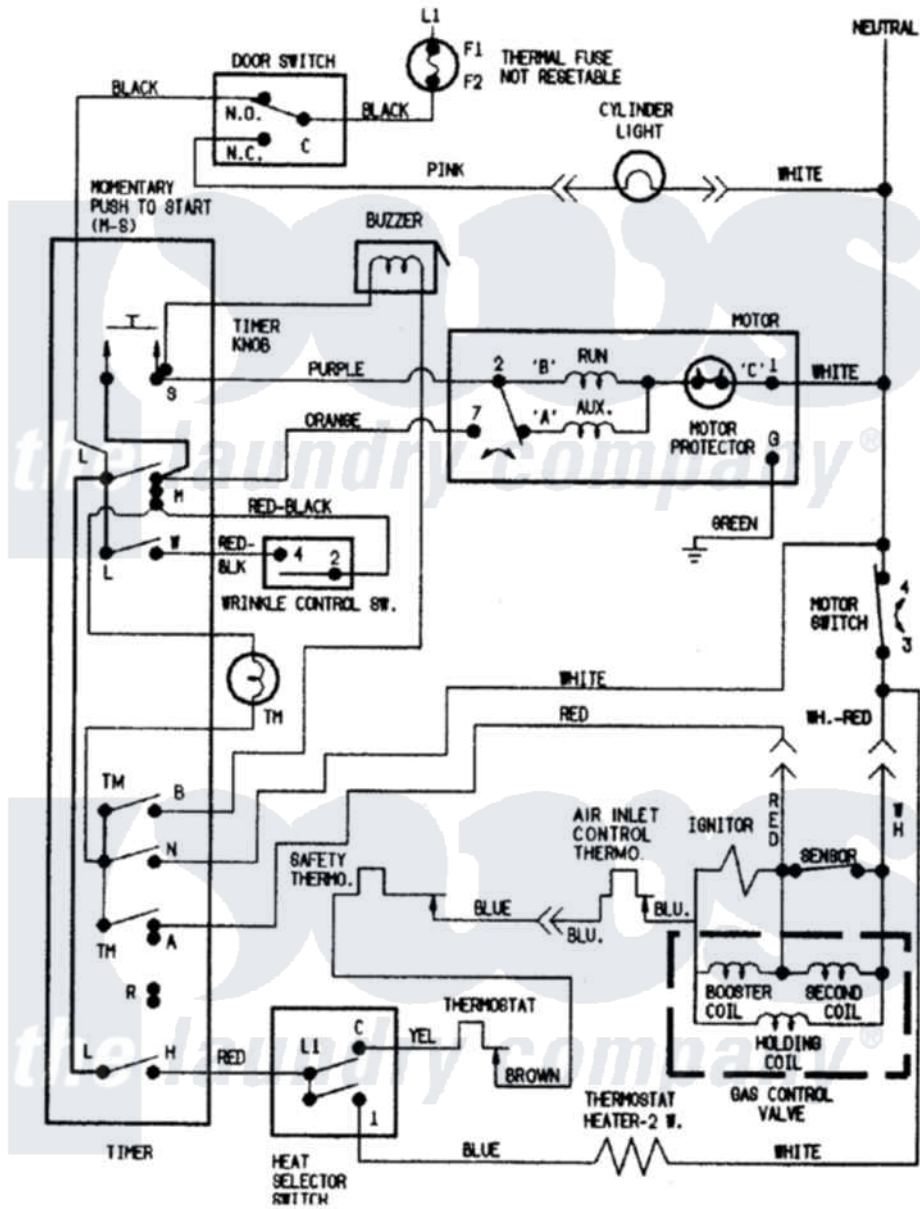 L1
NEUTRAL
F1
F2
THERMAL FUSE
NOT REGETABLE
DOOR SWITCH
BLACK
N.O.
C
N.C.
BLACK
CYLINDER
LIGHT
PINK
WHITE
MOMENTARY
PUSH TO START
(M-S)
BUZZER
TIMER
KNOB
MOTOR
S
PURPLE
2
'B'
RUN
'C'
1
WHITE
ORANGE
7
'A'
AUX.
MOTOR
PROTECTOR
G
L
M
the laundry company®
RED-BLACK
GREEN
W
RED-
BLK
4
2
L
WRINKLE CONTROL SW.
MOTOR
SWITCH
4
3
TM
WHITE
RED
WH.-RED
TM
B
N
TM
A
R
SAFETY
THERMO.
AIR INLET
CONTROL
THERMO.
IGNITOR
RED
WH
SENSOR
BLUE
BLU.
BLU.
BOOSTER
COIL
SECOND
COIL
HOLDING
COIL
GAS CONTROL
VALVE
the laundry company®
L
H
RED
L1
C
YEL
THERMOSTAT
BROWN
1
THERMOSTAT
HEATER-2 W.
BLUE
WHITE
TIMER
HEAT
SELECTOR
SWITCH